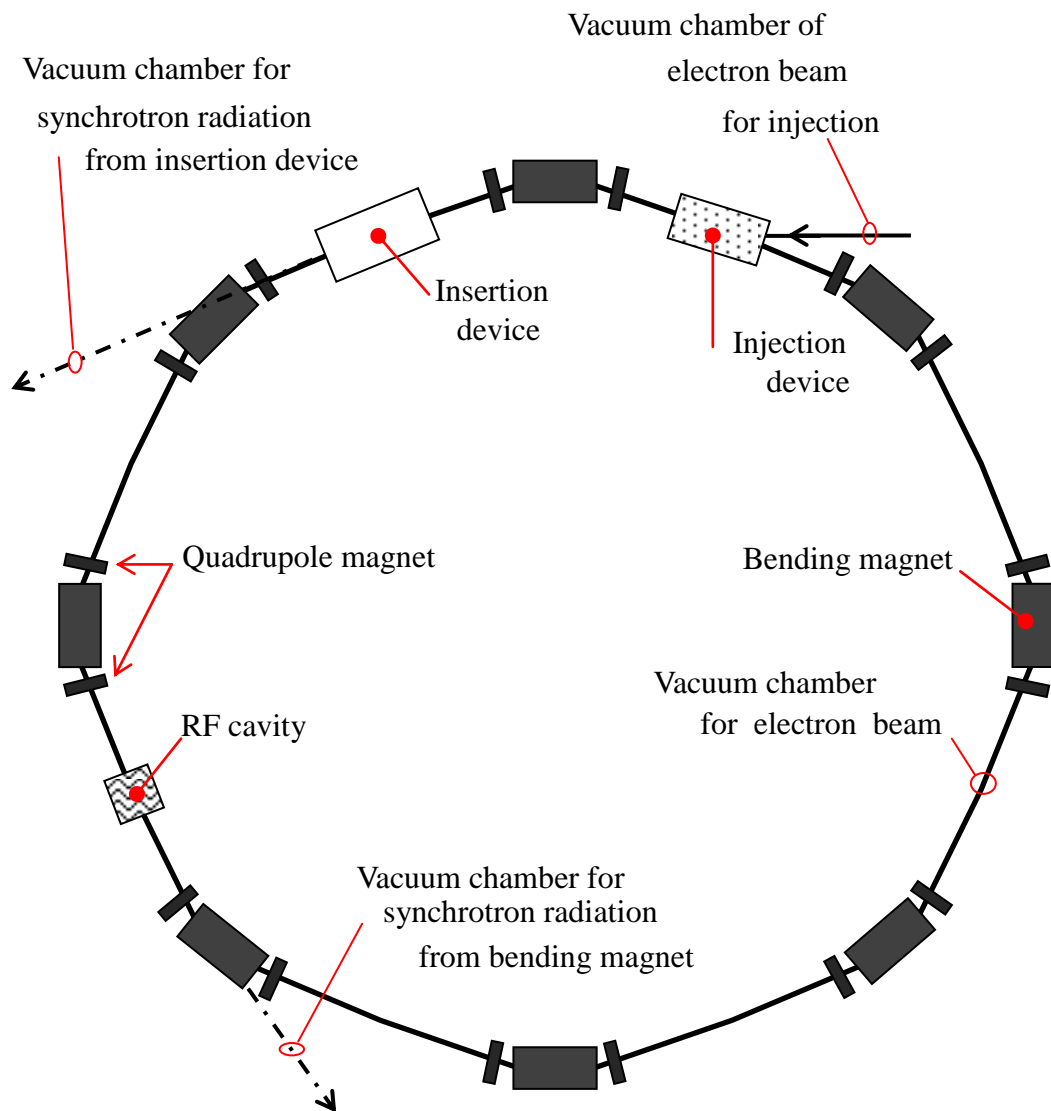 Vacuum chamber of
electron beam
for injection
Vacuum chamber for
synchrotron radiation
from insertion device
Insertion
device
Injection
device
Quadrupole magnet
Bending magnet
Vacuum chamber
for electron beam
RF cavity
Vacuum chamber for
synchrotron radiation
from bending magnet